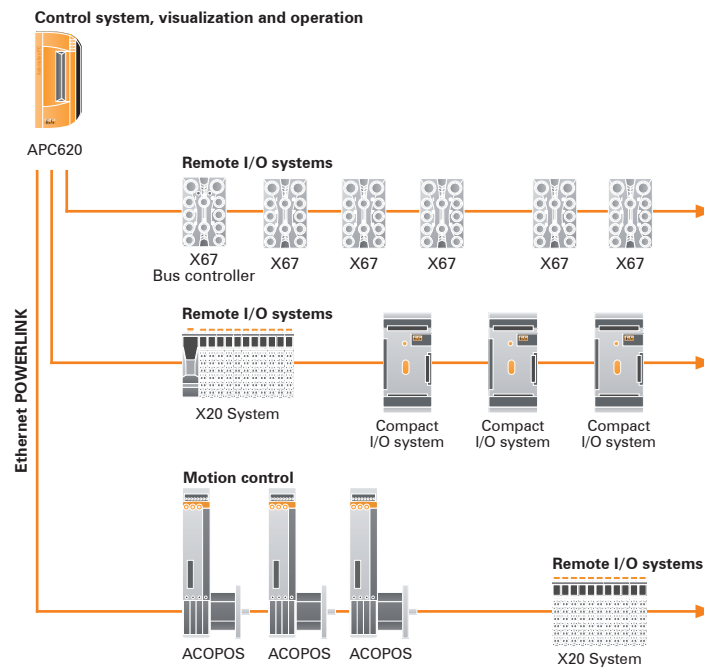 Control system, visualization and operation
APC620
Remote I/O systems
X67
Bus controller
X67
X67
X67
X67
X67
Ethernet POWERLINK
Remote I/O systems
X20 System
Compact
I/O system
Compact
I/O system
Compact
I/O system
Motion control
ACOPOS
ACOPOS
ACOPOS
Remote I/O systems
X20 System